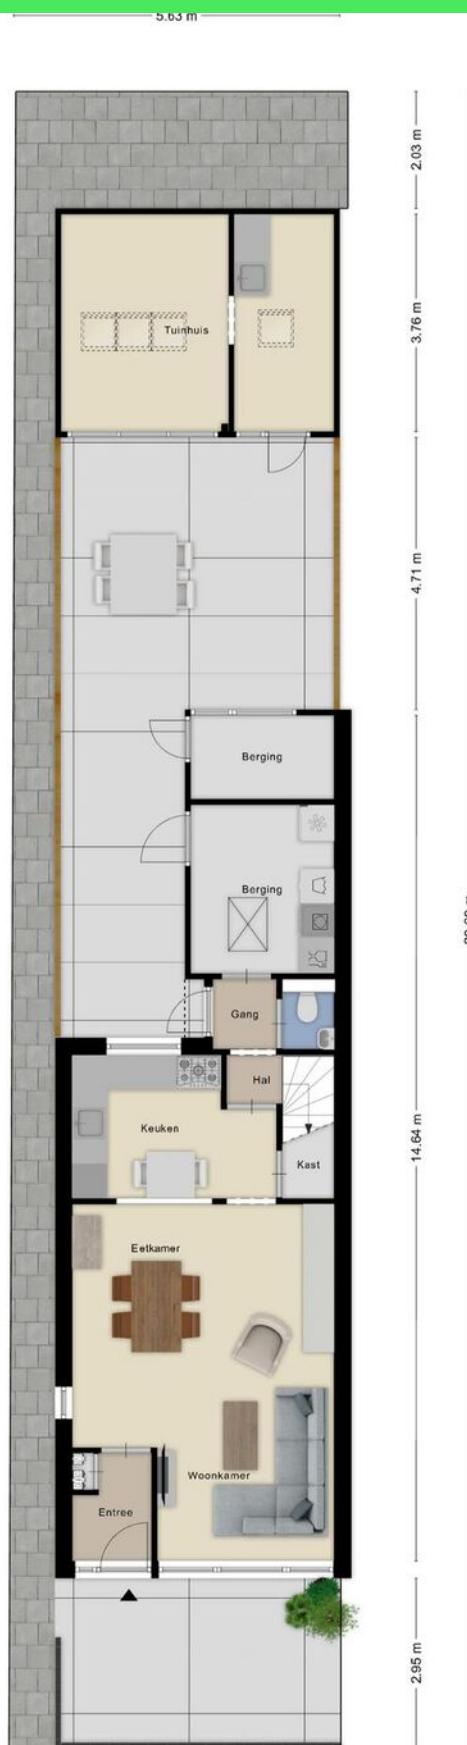 5.63 m
2.03 m
Tuinhuis
3.76 m
4.71 m
Berging
Berging
Gang
Hal
Keuken
Kast
14.64 m
Eetkamer
Woonkamer
Entree
2.95 m